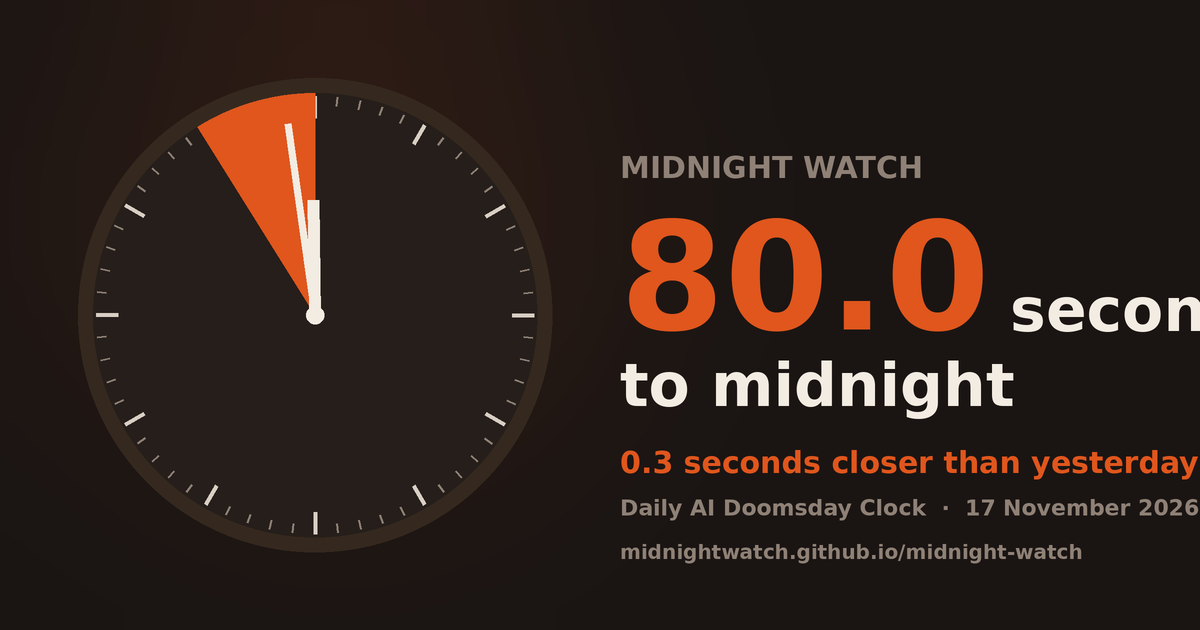 MIDNIGHT WATCH
80.0 secon
to midnight
0.3 seconds closer than yesterday
Daily AI Doomsday Clock · 17 November 2026
midnightwatch.github.io/midnight-watch